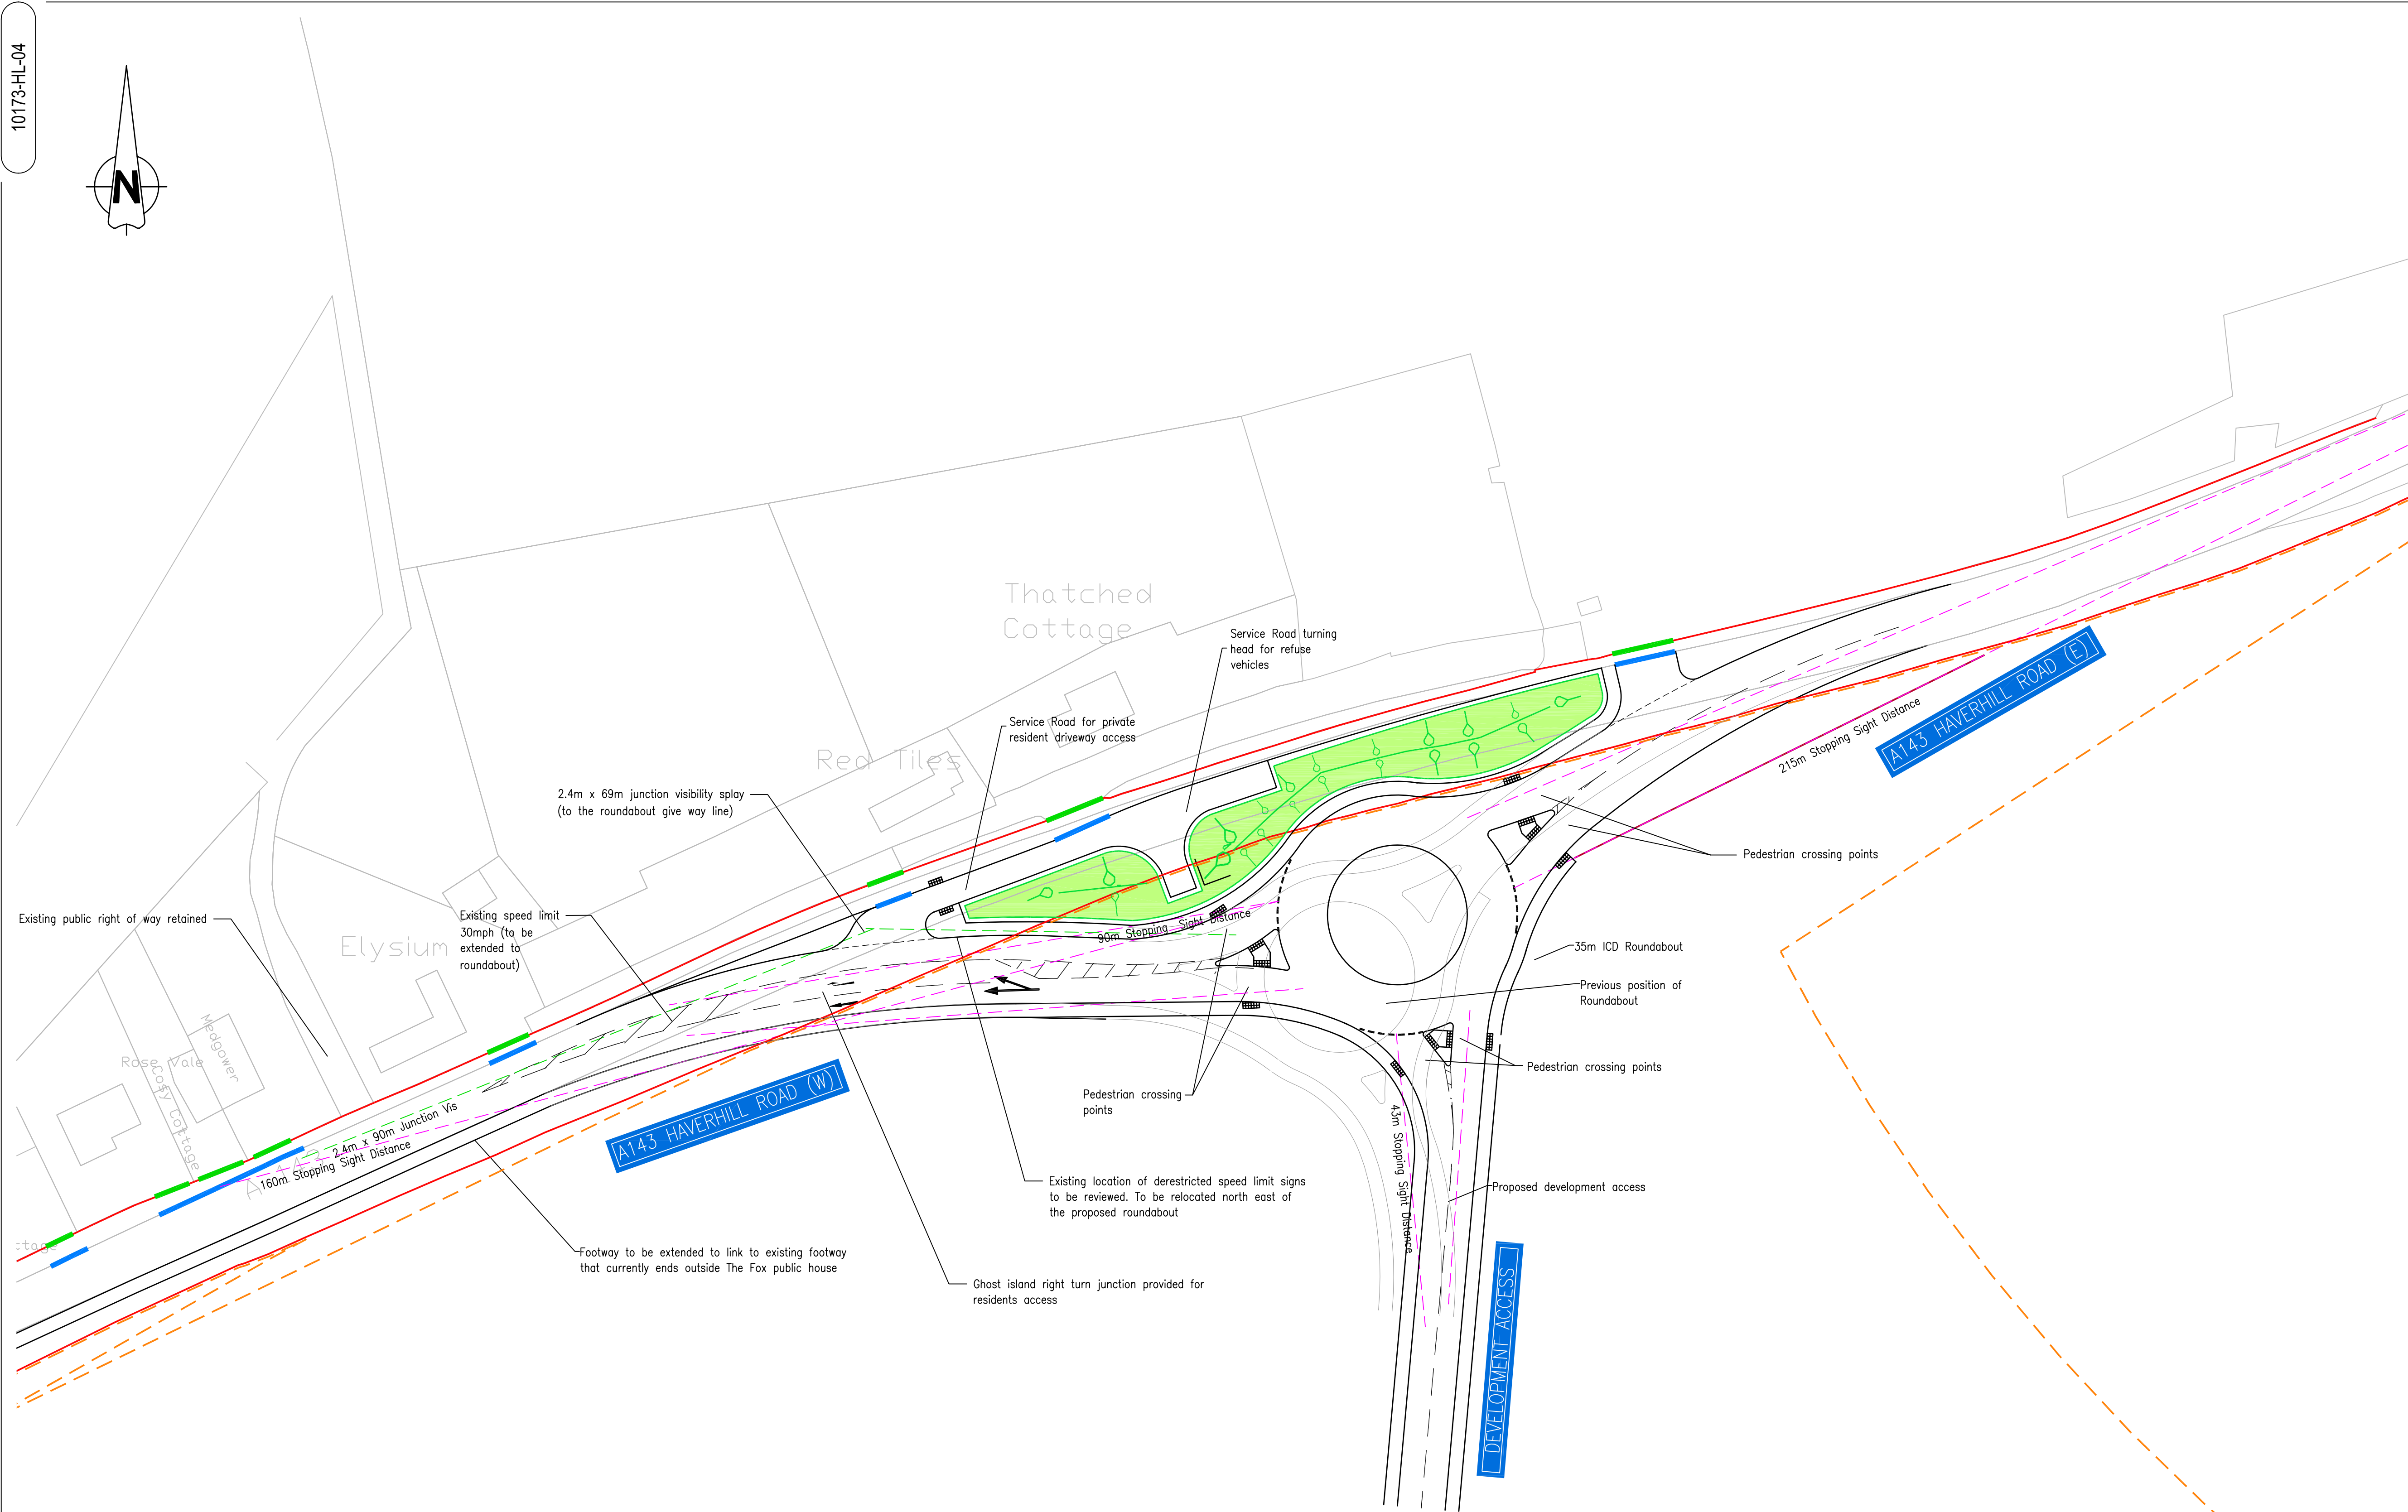 10173-HL-04
N
Thatched
Cottage
Service Road turning
head for refuse
vehicles
Service Road for private
resident driveway access
Red Tiles
2.4m x 69m junction visibility splay
(to the roundabout give way line)
A143 HAVERHILL ROAD (E)
215m Stopping Sight Distance
Pedestrian crossing points
Existing public right of way retained
Existing speed limit
30mph (to be
extended to
roundabout)
Elysium
90m Stopping Sight Distance
35m ICD Roundabout
Previous position of
Roundabout
Medgower
Rose Vale
Cosy Cottage
Pedestrian crossing points
A143 HAVERHILL ROAD (W)
Pedestrian crossing
points
2.4m x 90m Junction Vis
160m Stopping Sight Distance
A 143
43m Stopping Sight Distance
Existing location of derestricted speed limit signs
to be reviewed. To be relocated north east of
the proposed roundabout
Proposed development access
Footway to be extended to link to existing footway
that currently ends outside The Fox public house
Ghost island right turn junction provided for
residents access
DEVELOPMENT ACCESS